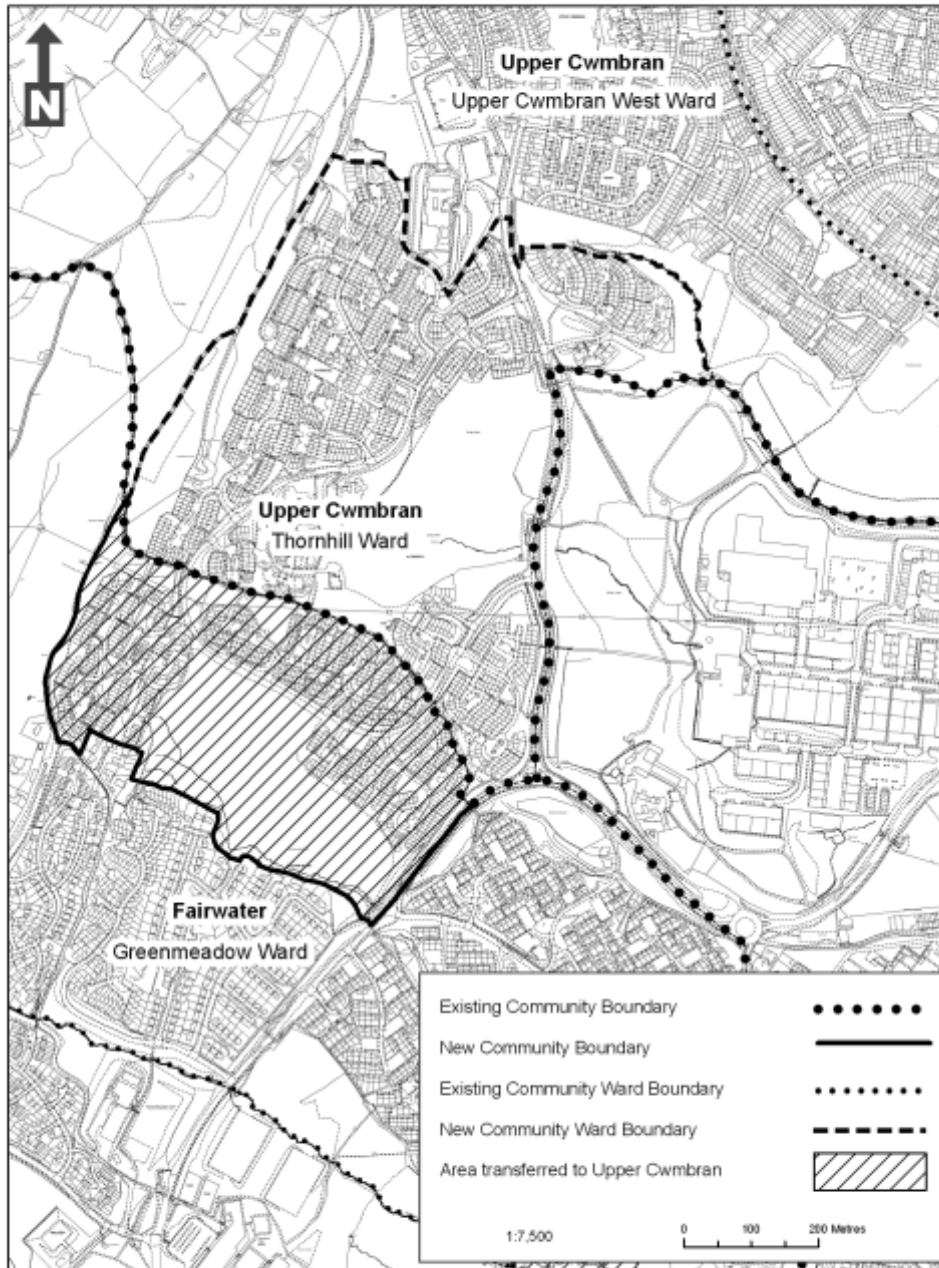 N
Upper Cwmbran
Upper Cwmbran West Ward
Upper Cwmbran
Thornhill Ward
Fairwater
Greenmeadow Ward
Existing Community Boundary
New Community Boundary
Existing Community Ward Boundary
New Community Ward Boundary
Area transferred to Upper Cwmbran
1:7,500
0 100 200 Metres